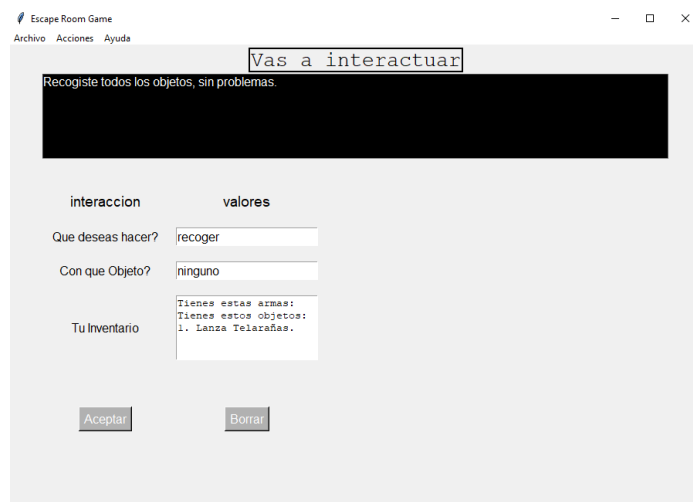 Escape Room Game
Archivo Acciones Ayuda
Vas a interactuar
Recogiste todos los objetos, sin problemas.
interaccion valores
Que deseas hacer? recoger
Con que Objeto? ninguno
Tienes estas armas:
Tienes estos objetos:
1. Lanza Telarañas.
Tu Inventario
Aceptar Borrar